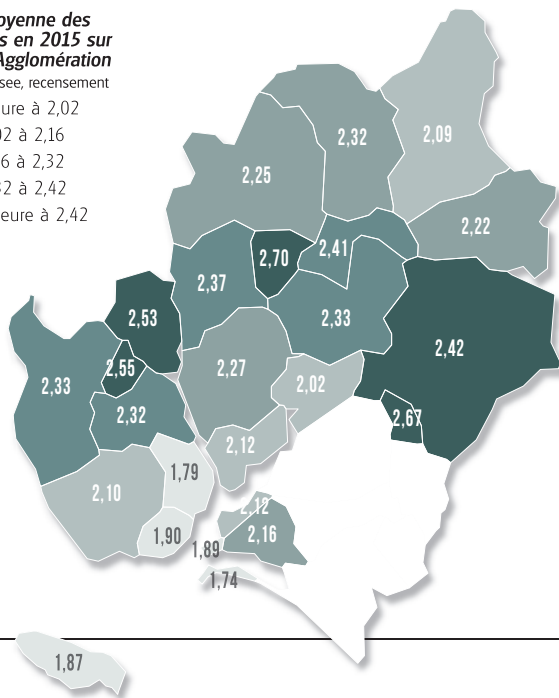 oyenne des
s en 2015 sur
Agglomération
see, recensement
ure à 2,02
02 à 2,16
6 à 2,32
32 à 2,42
eure à 2,42
2,09
2,32
2,25
2,22
2,41
2,70
2,37
2,53
2,33
2,42
2,55
2,27
2,33
2,02
2,32
2,67
2,12
1,79
2,10
2,12
1,90
2,16
1,89
1,74
1,87